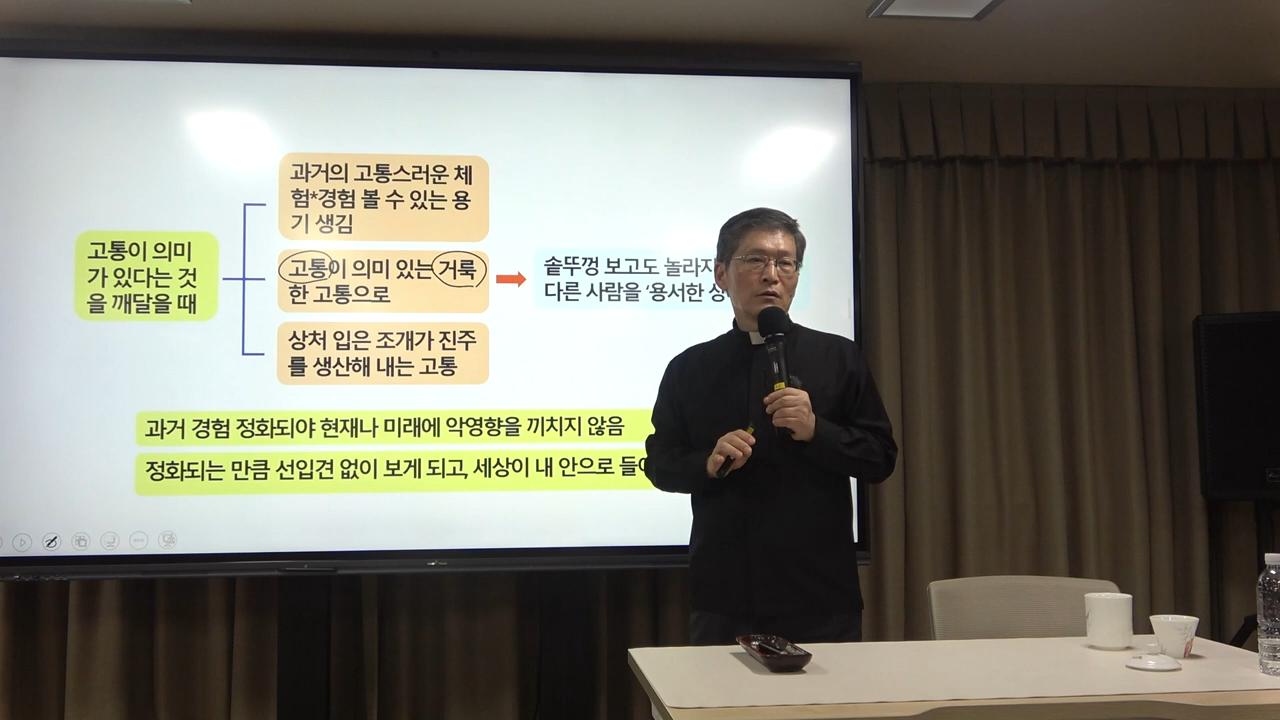 고통이 의미
가 있다는 것
을 깨달을 때
과거의 고통스러운 체
험*경험 볼 수 있는 용
기 생김
고통이 의미 있는 거룩
한 고통으로
상처 입은 조개가 진주
를 생산해 내는 고통
솥뚜껑 보고도 놀라지
다른 사람을 ‘용서한
과거 경험 정화되야 현재나 미래에 악영향을 끼치지 않음
정화되는 만큼 선입견 없이 보게 되고, 세상이 내 안으로